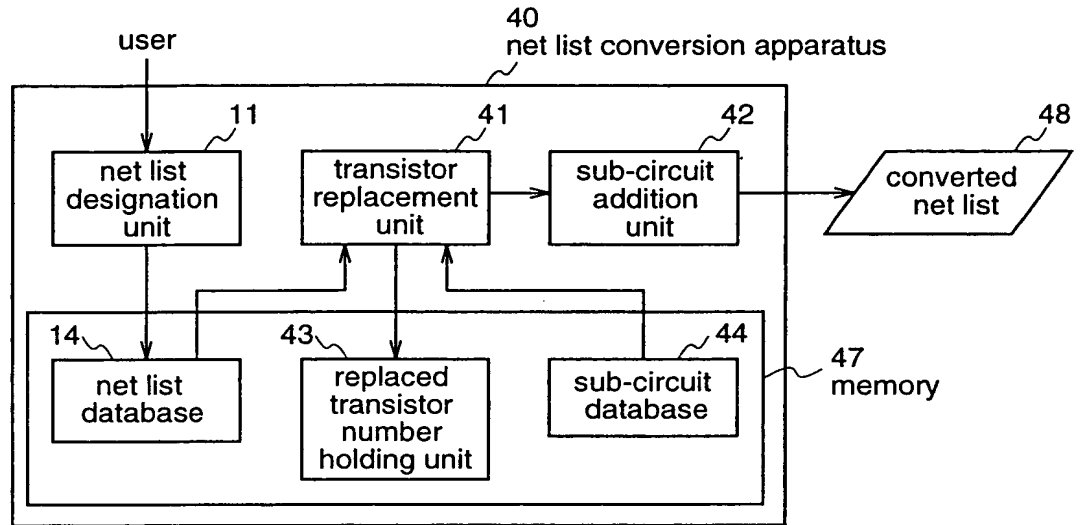 user
40
net list conversion apparatus
11
41
42
48
net list
designation
unit
transistor
replacement
unit
sub-circuit
addition
unit
converted
net list
14
43
44
47
memory
net list
database
replaced
transistor
number
holding unit
sub-circuit
database